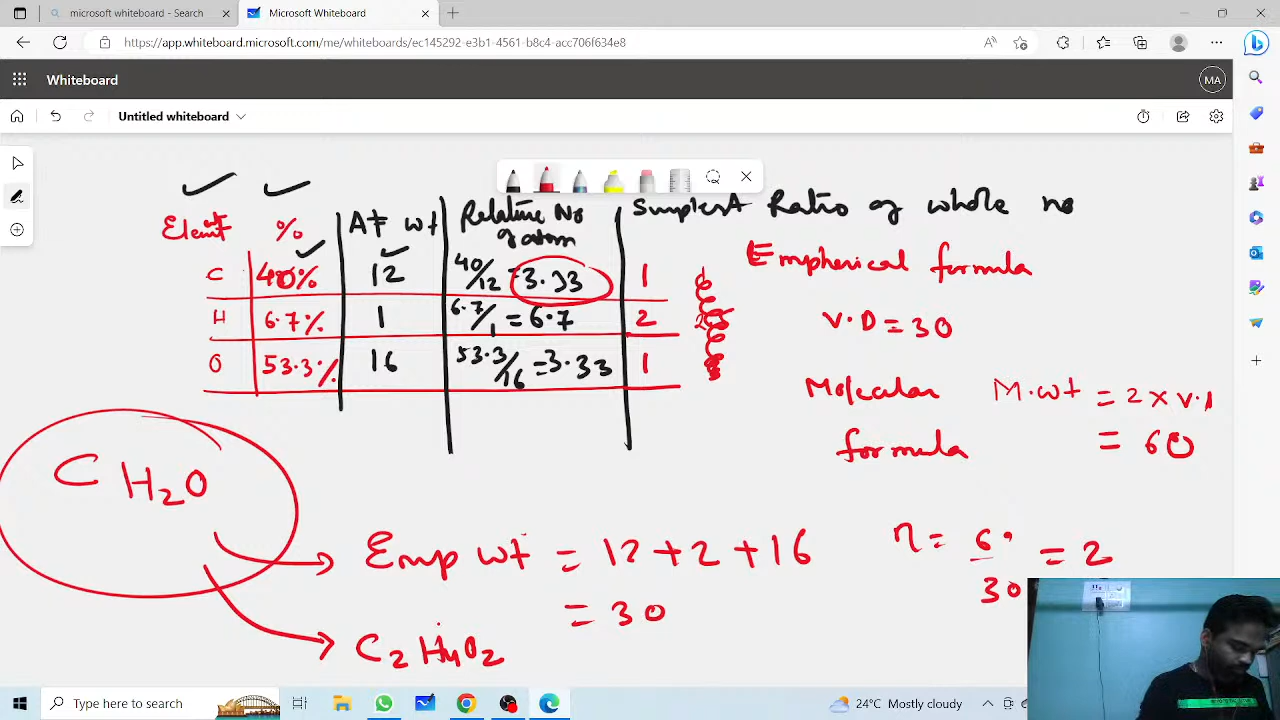 microsoft whiteboard - Search
Microsoft Whiteboard
https://app.whiteboard.microsoft.com/me/whiteboards/ec145292-e3b1-4561-b8c4-acc706f634e8
Whiteboard
MA
Untitled whiteboard
% At wt Relative No of atom Simplest Ratio of whole no
C 40% 12 40/12 = 3.33 1
H 6.7% 1 6.7/1 = 6.7 2
O 53.3% 16 53.3/16 = 3.33 1
Empherical formula
V.D = 30
Molecular M.wt = 2 x V.D
formula = 60
CH2O
Emp wt = 12 + 2 + 16
= 30
n = 60/30 = 2
C2H4O2
Type here to search
24°C Mostly cloudy